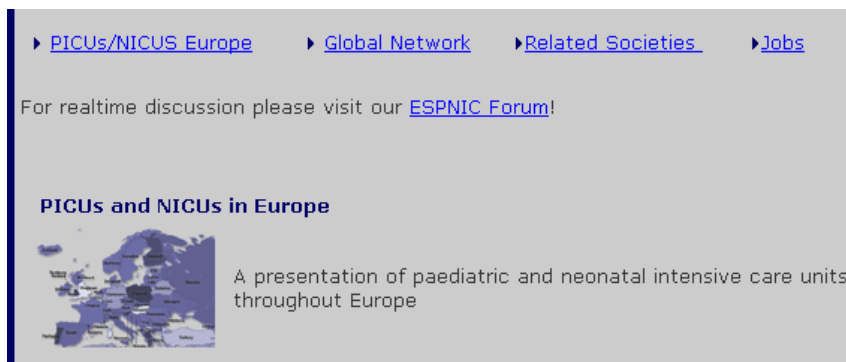 PICUs/NICUS Europe Global Network Related Societies Jobs
For realtime discussion please visit our ESPNIC Forum!
PICUs and NICUs in Europe
A presentation of paediatric and neonatal intensive care units
throughout Europe